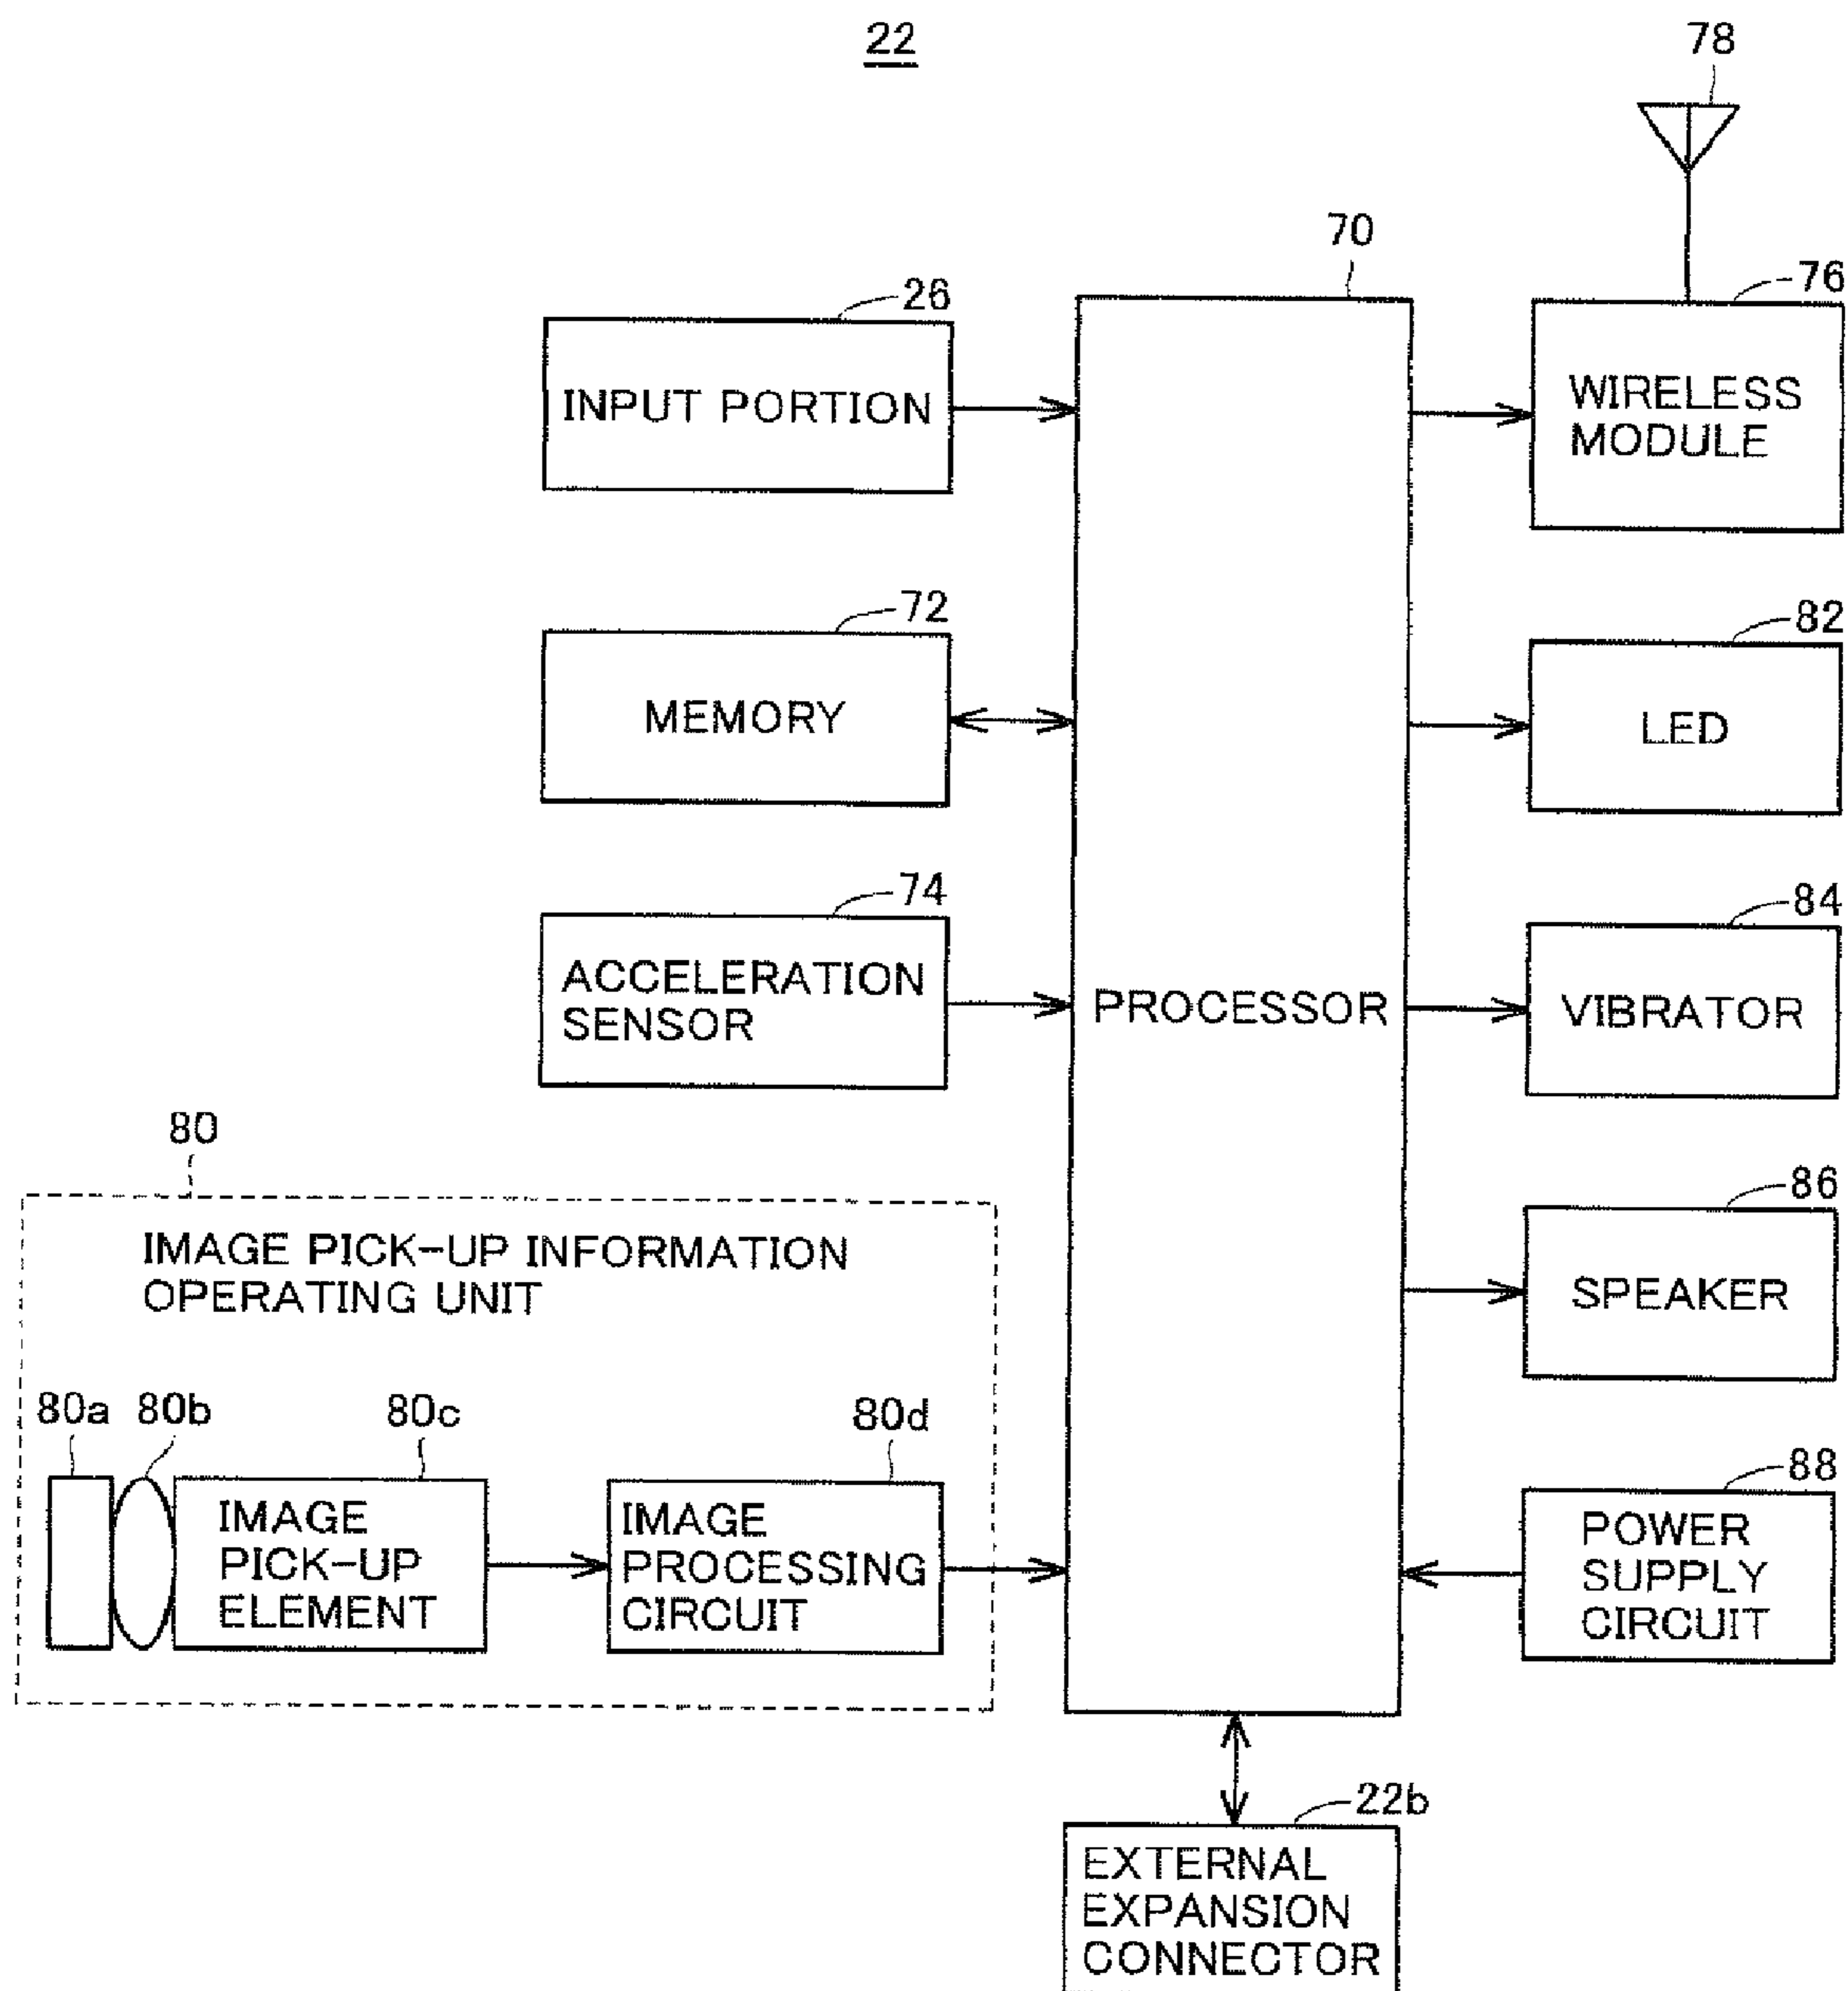 22
78
70
76
26
INPUT PORTION
WIRELESS
MODULE
72
MEMORY
82
LED
74
ACCELERATION
SENSOR
PROCESSOR
84
VIBRATOR
80
IMAGE PICK-UP INFORMATION
OPERATING UNIT
86
SPEAKER
80a
80b
80c
80d
IMAGE
PICK-UP
ELEMENT
IMAGE
PROCESSING
CIRCUIT
88
POWER
SUPPLY
CIRCUIT
22b
EXTERNAL
EXPANSION
CONNECTOR